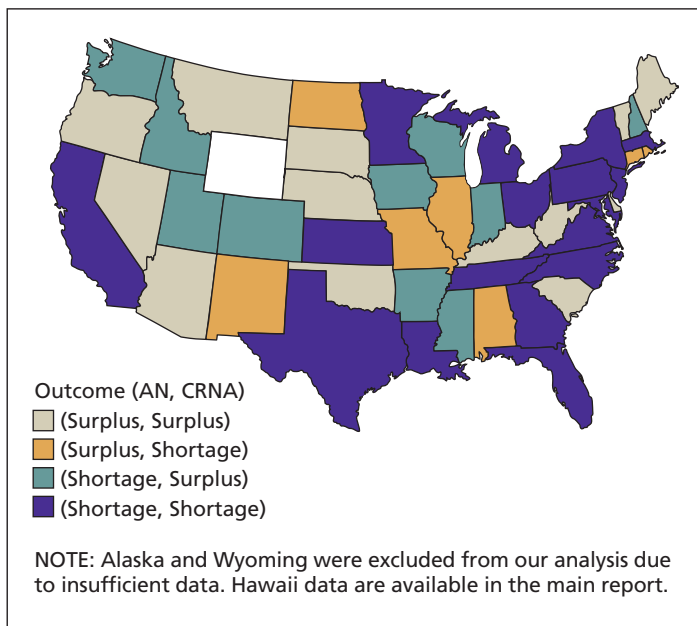 Outcome (AN, CRNA)
(Surplus, Surplus)
(Surplus, Shortage)
(Shortage, Surplus)
(Shortage, Shortage)
NOTE: Alaska and Wyoming were excluded from our analysis due
to insufficient data. Hawaii data are available in the main report.